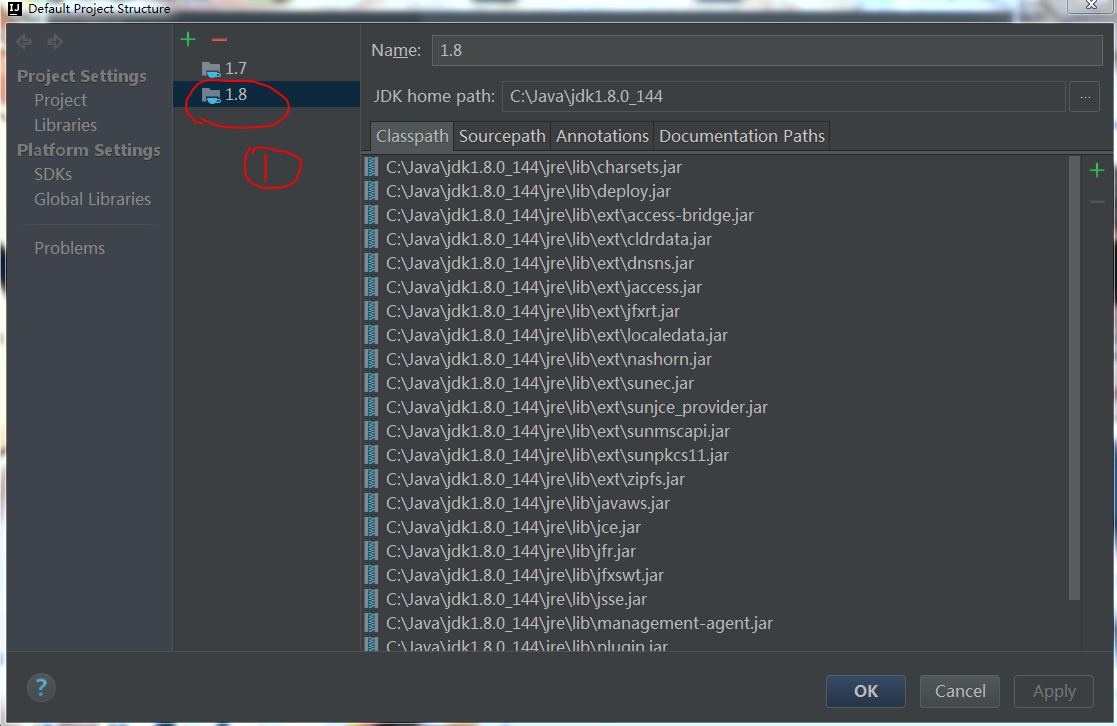 IJ Default Project Structure
Project Settings
Project
Libraries
Platform Settings
SDKs
Global Libraries
Problems
1.7
1.8
1
Name: 1.8
JDK home path: C:\Java\jdk1.8.0_144 ...
Classpath Sourcepath Annotations Documentation Paths
C:\Java\jdk1.8.0_144\jre\lib\charsets.jar
C:\Java\jdk1.8.0_144\jre\lib\deploy.jar
C:\Java\jdk1.8.0_144\jre\lib\ext\access-bridge.jar
C:\Java\jdk1.8.0_144\jre\lib\ext\cldrdata.jar
C:\Java\jdk1.8.0_144\jre\lib\ext\dnsns.jar
C:\Java\jdk1.8.0_144\jre\lib\ext\jaccess.jar
C:\Java\jdk1.8.0_144\jre\lib\ext\jfxrt.jar
C:\Java\jdk1.8.0_144\jre\lib\ext\localedata.jar
C:\Java\jdk1.8.0_144\jre\lib\ext\nashorn.jar
C:\Java\jdk1.8.0_144\jre\lib\ext\sunec.jar
C:\Java\jdk1.8.0_144\jre\lib\ext\sunjce_provider.jar
C:\Java\jdk1.8.0_144\jre\lib\ext\sunmscapi.jar
C:\Java\jdk1.8.0_144\jre\lib\ext\sunpkcs11.jar
C:\Java\jdk1.8.0_144\jre\lib\ext\zipfs.jar
C:\Java\jdk1.8.0_144\jre\lib\javaws.jar
C:\Java\jdk1.8.0_144\jre\lib\jce.jar
C:\Java\jdk1.8.0_144\jre\lib\jfr.jar
C:\Java\jdk1.8.0_144\jre\lib\jfxswt.jar
C:\Java\jdk1.8.0_144\jre\lib\jsse.jar
C:\Java\jdk1.8.0_144\jre\lib\management-agent.jar
C:\Java\jdk1.8.0_144\jre\lib\plugin.jar
? OK Cancel Apply